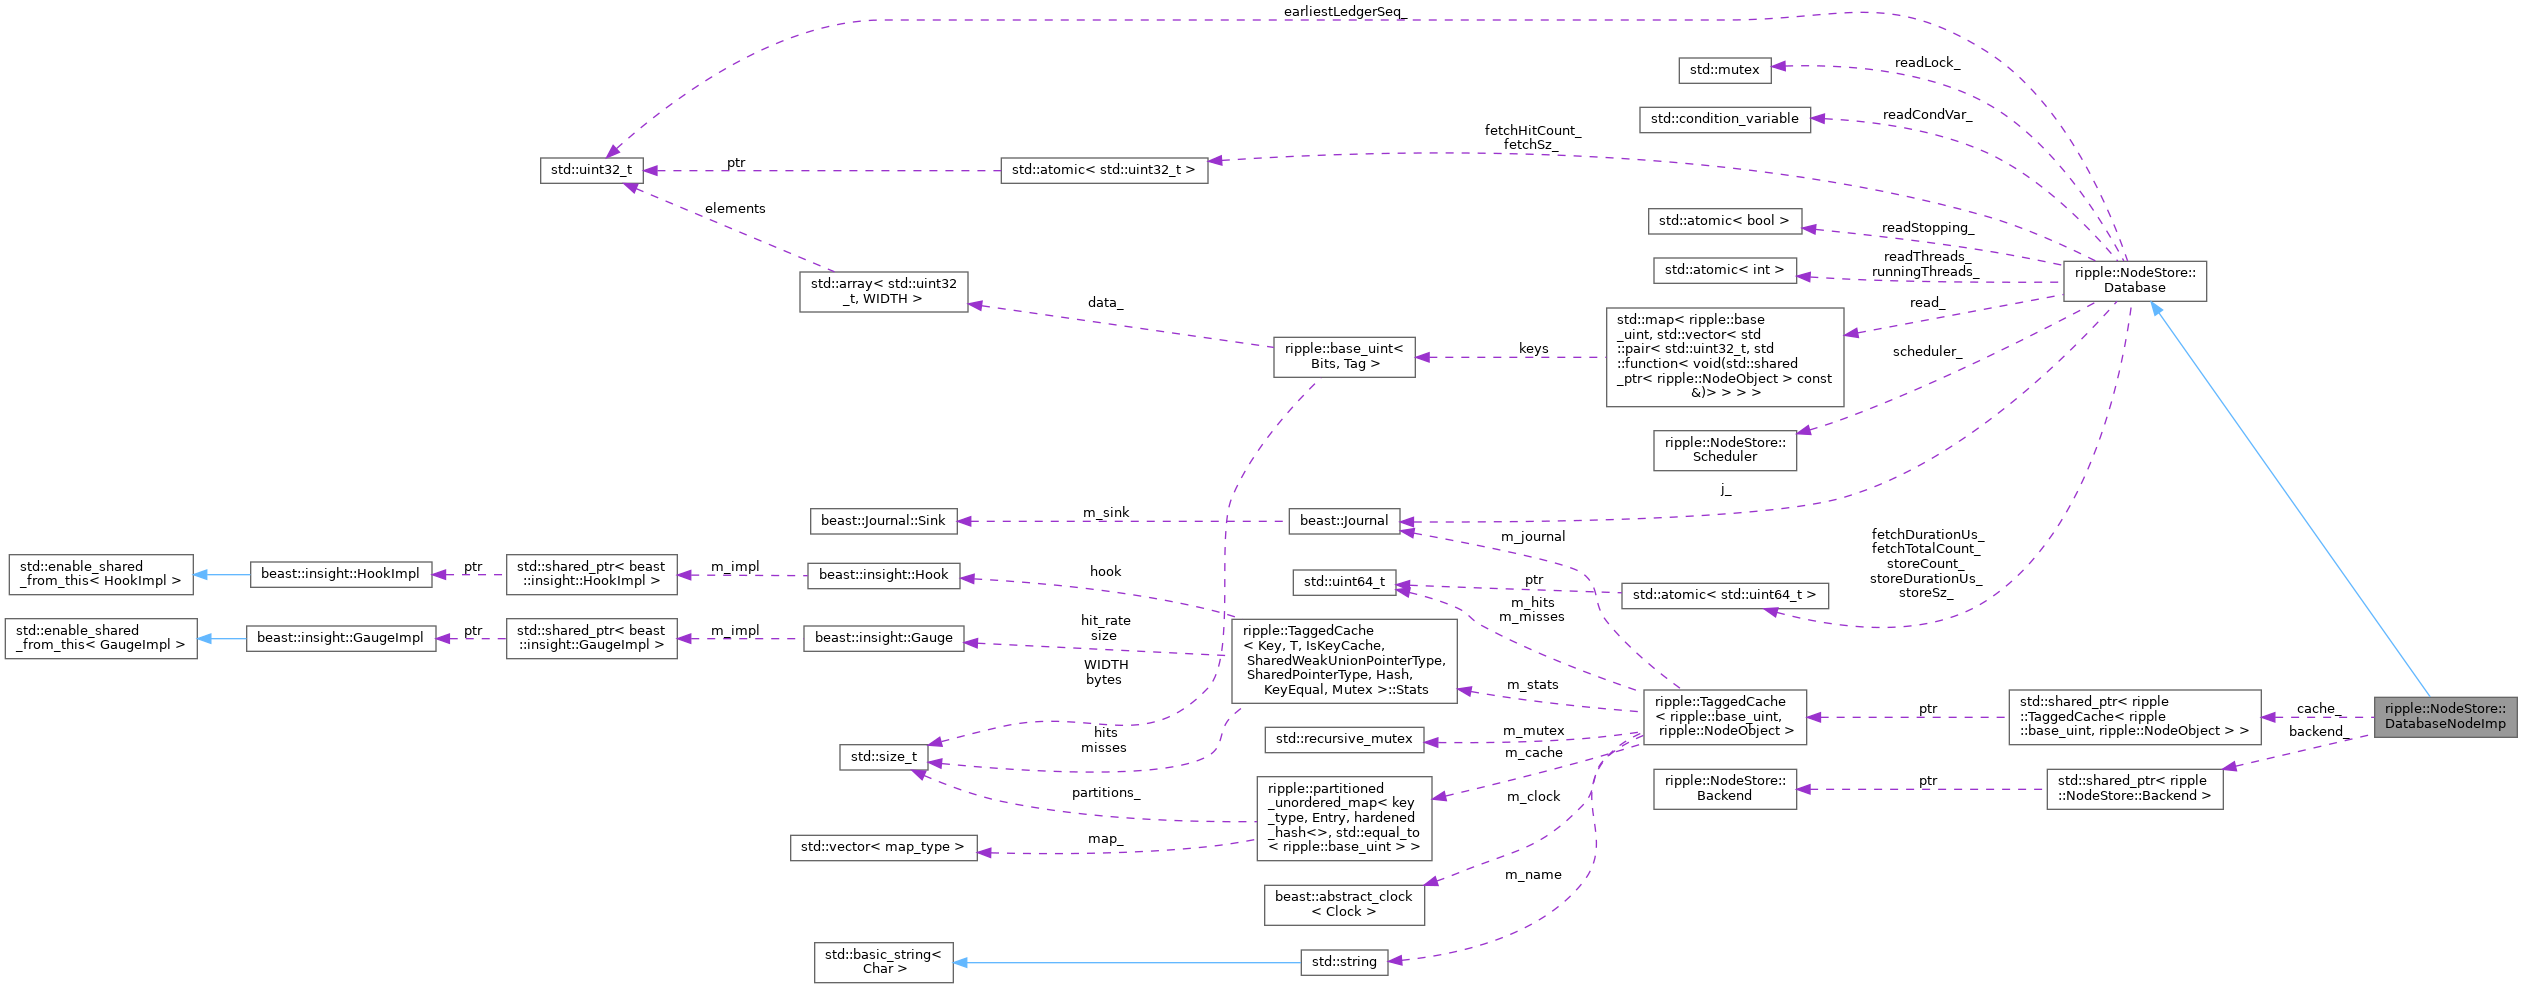 earliestLedgerSeq_
std::mutex
readLock_
std::condition_variable
readCondVar_
fetchHitCount_
fetchSz_
std::uint32_t
ptr
std::atomic< std::uint32_t >
elements
std::atomic< bool >
readStopping_
std::atomic< int >
readThreads_
runningThreads_
ripple::NodeStore::
Database
std::array< std::uint32
_t, WIDTH >
data_
read_
std::map< ripple::base
_uint, std::vector< std
::pair< std::uint32_t, std
::function< void(std::shared
_ptr< ripple::NodeObject > const
&)> > > >
ripple::base_uint<
Bits, Tag >
keys
scheduler_
ripple::NodeStore::
Scheduler
j_
beast::Journal::Sink
m_sink
beast::Journal
m_journal
fetchDurationUs_
fetchTotalCount_
storeCount_
storeDurationUs_
storeSz_
std::enable_shared
_from_this< HookImpl >
beast::insight::HookImpl
ptr
std::shared_ptr< beast
::insight::HookImpl >
m_impl
beast::insight::Hook
hook
std::uint64_t
ptr
std::atomic< std::uint64_t >
m_hits
m_misses
std::enable_shared
_from_this< GaugeImpl >
beast::insight::GaugeImpl
ptr
std::shared_ptr< beast
::insight::GaugeImpl >
m_impl
beast::insight::Gauge
hit_rate
size
WIDTH
bytes
ripple::TaggedCache
< Key, T, IsKeyCache,
SharedWeakUnionPointerType,
SharedPointerType, Hash,
KeyEqual, Mutex >::Stats
m_stats
ripple::TaggedCache
< ripple::base_uint,
ripple::NodeObject >
ptr
std::shared_ptr< ripple
::TaggedCache< ripple
::base_uint, ripple::NodeObject > >
cache_
ripple::NodeStore::
DatabaseNodeImp
backend_
hits
misses
std::size_t
std::recursive_mutex
m_mutex
m_cache
ripple::NodeStore::
Backend
ptr
std::shared_ptr< ripple
::NodeStore::Backend >
partitions_
ripple::partitioned
_unordered_map< key
_type, Entry, hardened
_hash<>, std::equal_to
< ripple::base_uint > >
m_clock
std::vector< map_type >
map_
m_name
beast::abstract_clock
< Clock >
std::basic_string<
Char >
std::string